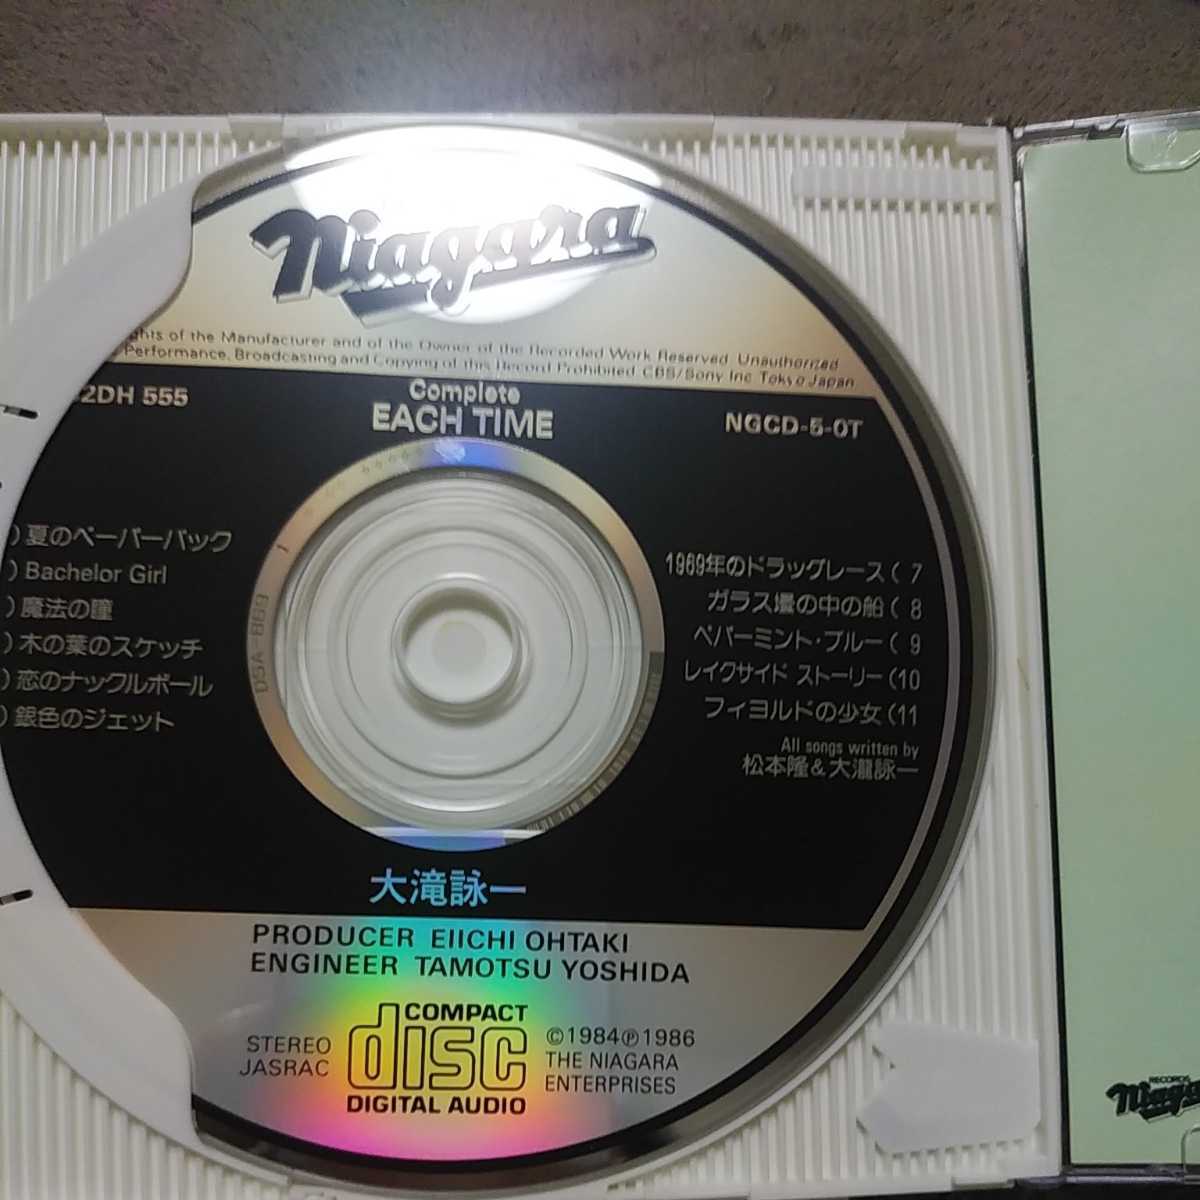 Niagara
ghts of the Manufacturer and of the Owner of the Recorded Work Reserved Unauthorized
Performance, Broadcasting and Copying of this Record Prohibited CBS/Sony Inc Tokyo Japan
Complete
EACH TIME
2DH 555
NGCD-5-0T
) 夏のペーパーバック
) Bachelor Girl
) 魔法の瞳
) 木の葉のスケッチ
) 恋のナックルボール
) 銀色のジェット
DSA-869
1969年のドラッグレース ( 7
ガラス壜の中の船 ( 8
ペパーミント・ブルー ( 9
レイクサイド ストーリー (10
フィヨルドの少女 (11
All songs written by
松本隆&大瀧詠一
大滝詠一
PRODUCER EIICHI OHTAKI
ENGINEER TAMOTSU YOSHIDA
STEREO
JASRAC
COMPACT
disc
DIGITAL AUDIO
©1984℗1986
THE NIAGARA
ENTERPRISES
RECORDS
Niaga